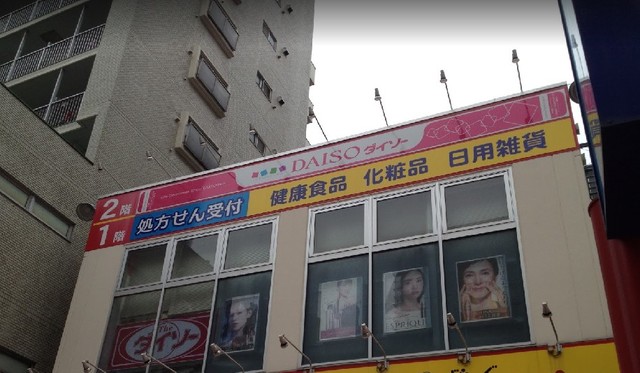 2階 DAISO ダイソー
1階 処方せん受付 健康食品 化粧品 日用雑貨
The
ダイソー